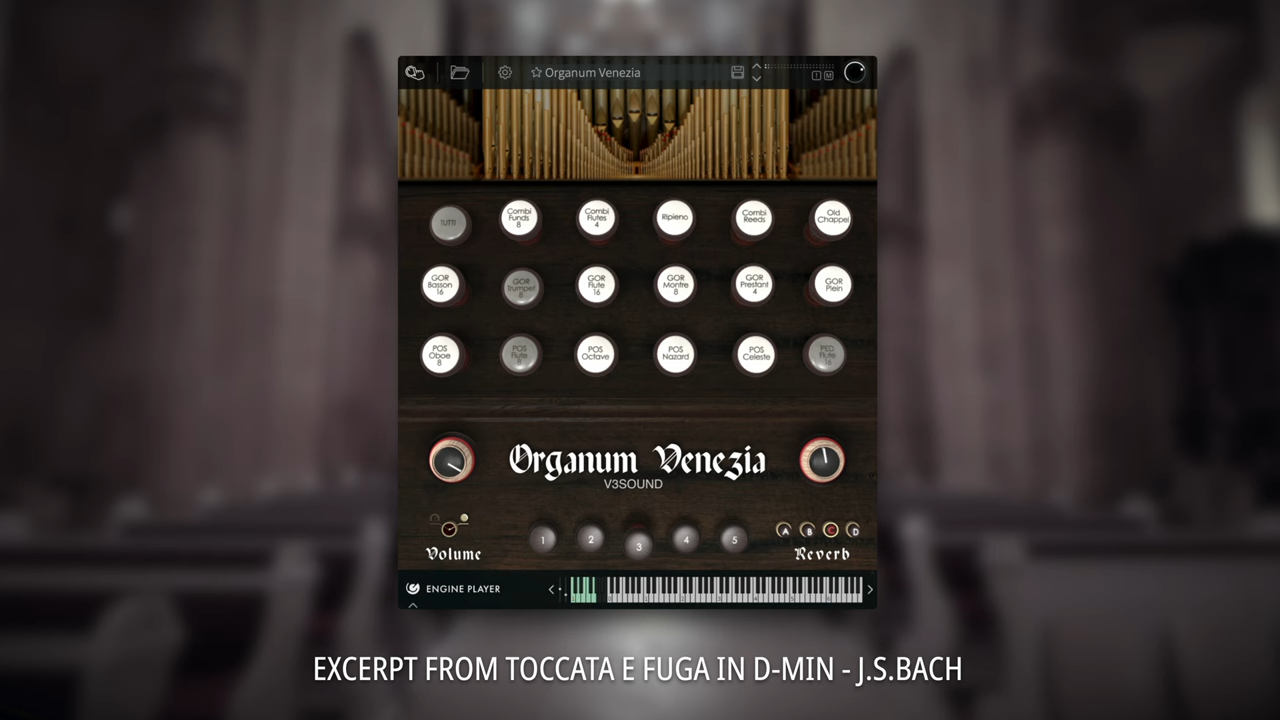 Organum Venezia
I M
TUTTI
Combi
Funds
8
Combi
Flutes
4
Ripieno
Combi
Reeds
Old
Chappel
GOR
Basson
16
GOR
Trumpet
8
GOR
Flute
16
GOR
Montre
8
GOR
Prestant
4
GOR
Plein
POS
Oboe
8
POS
Flute
8
POS
Octave
POS
Nazard
POS
Celeste
PED
Flute
16
Organum Venezia
V3SOUND
Volume
1 2 3 4 5
A B C D
Reverb
ENGINE PLAYER
EXCERPT FROM TOCCATA E FUGA IN D-MIN - J.S.BACH